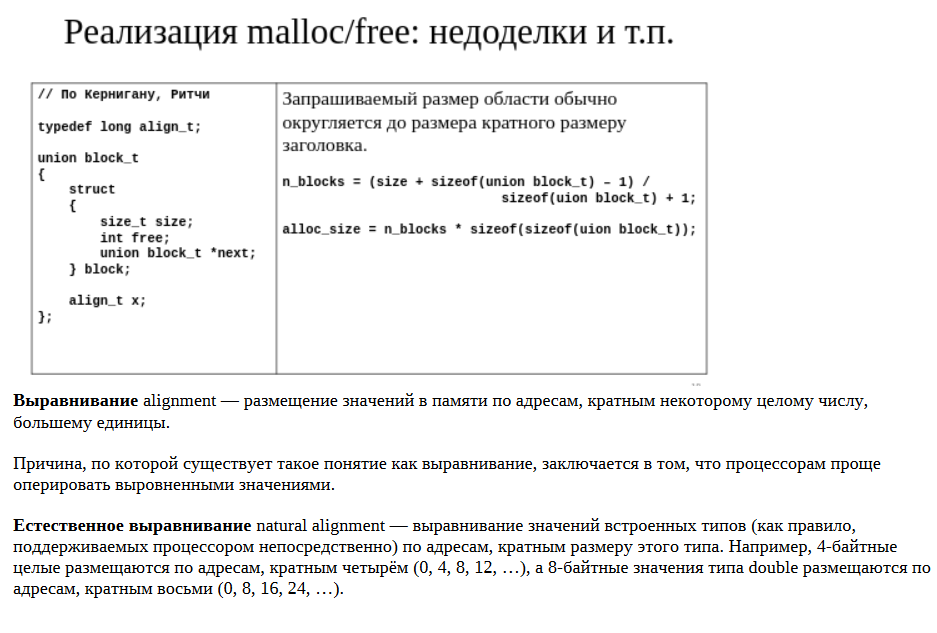 Реализация malloc/free: недоделки и т.п.
// По Кернигану, Ритчи
typedef long align_t;
union block_t
{
    struct
    {
        size_t size;
        int free;
        union block_t *next;
    } block;
    align_t x;
};
Запрашиваемый размер области обычно
округляется до размера кратного размеру
заголовка.
n_blocks = (size + sizeof(union block_t) – 1) /
                            sizeof(uion block_t) + 1;
alloc_size = n_blocks * sizeof(sizeof(uion block_t));
Выравнивание alignment — размещение значений в памяти по адресам, кратным некоторому целому числу,
большему единицы.
Причина, по которой существует такое понятие как выравнивание, заключается в том, что процессорам проще
оперировать выровненными значениями.
Естественное выравнивание natural alignment — выравнивание значений встроенных типов (как правило,
поддерживаемых процессором непосредственно) по адресам, кратным размеру этого типа. Например, 4-байтные
целые размещаются по адресам, кратным четырём (0, 4, 8, 12, …), а 8-байтные значения типа double размещаются по
адресам, кратным восьми (0, 8, 16, 24, …).